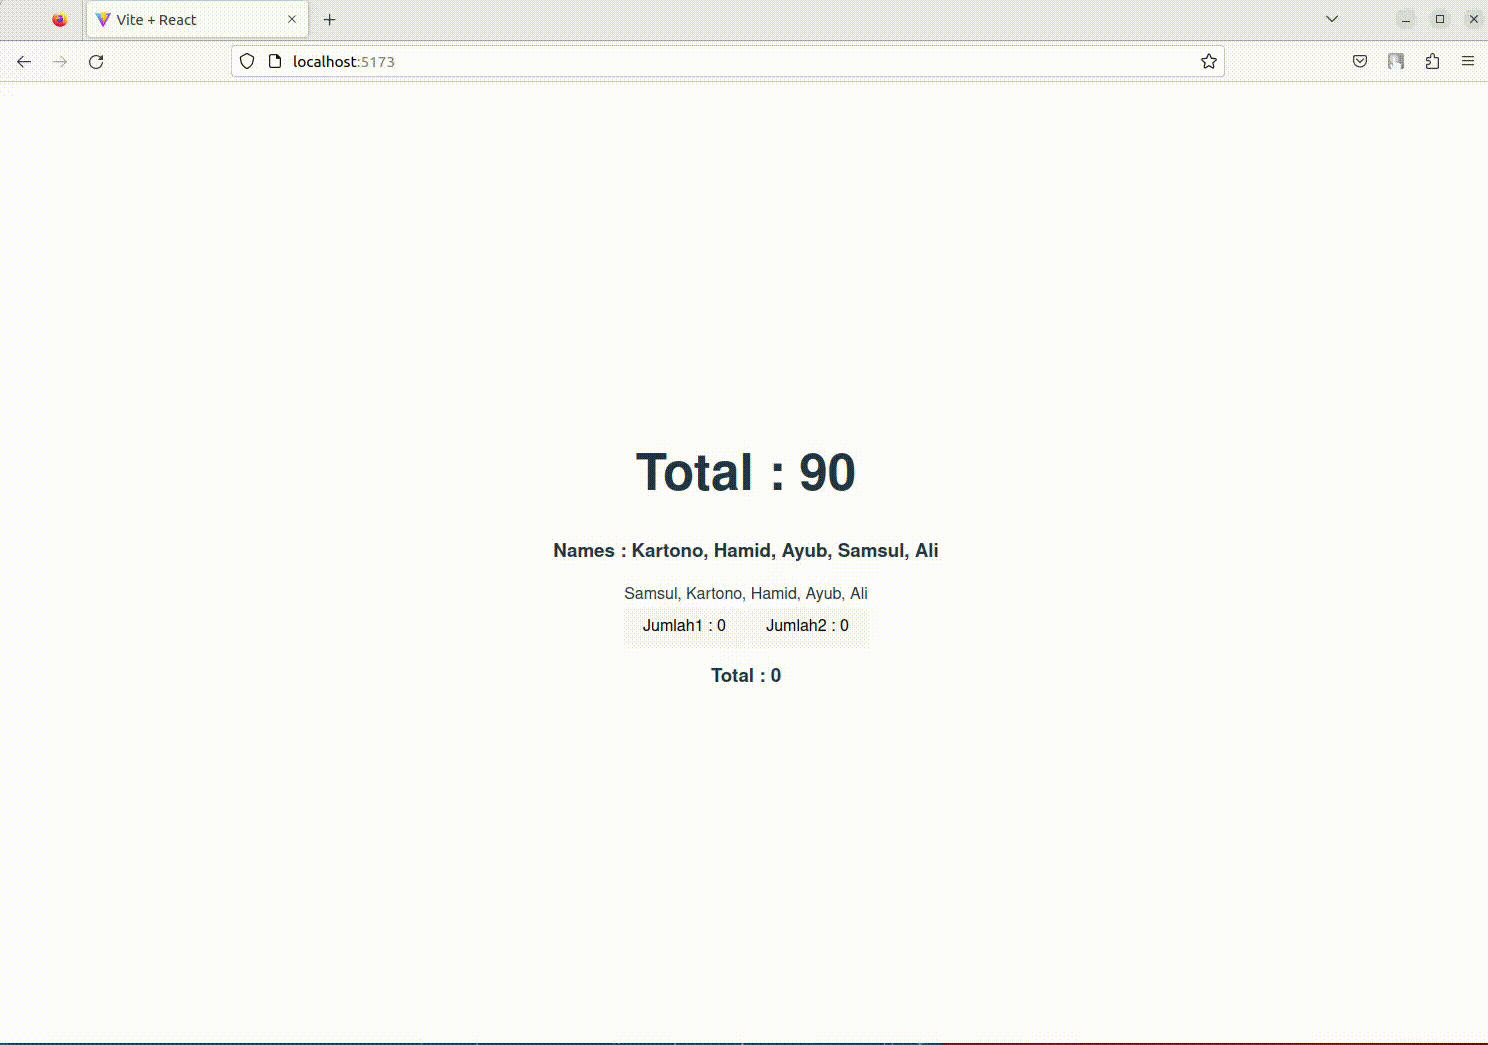 Vite + React
localhost:5173
Total : 90
Names : Kartono, Hamid, Ayub, Samsul, Ali
Samsul, Kartono, Hamid, Ayub, Ali
Jumlah1 : 0 Jumlah2 : 0
Total : 0